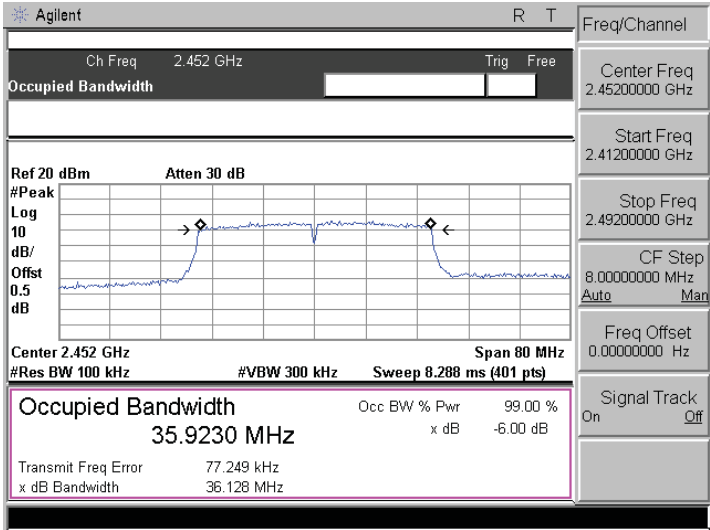 Agilent R T
Freq/Channel
Ch Freq 2.452 GHz Trig Free
Occupied Bandwidth
Center Freq
2.45200000 GHz
Start Freq
2.41200000 GHz
Stop Freq
2.49200000 GHz
CF Step
8.00000000 MHz
Auto Man
Freq Offset
0.00000000 Hz
Signal Track
On Off
Ref 20 dBm Atten 30 dB
#Peak
Log
10
dB/
Offst
0.5
dB
Center 2.452 GHz Span 80 MHz
#Res BW 100 kHz #VBW 300 kHz Sweep 8.288 ms (401 pts)
Occupied Bandwidth Occ BW % Pwr 99.00 %
35.9230 MHz x dB -6.00 dB
Transmit Freq Error 77.249 kHz
x dB Bandwidth 36.128 MHz